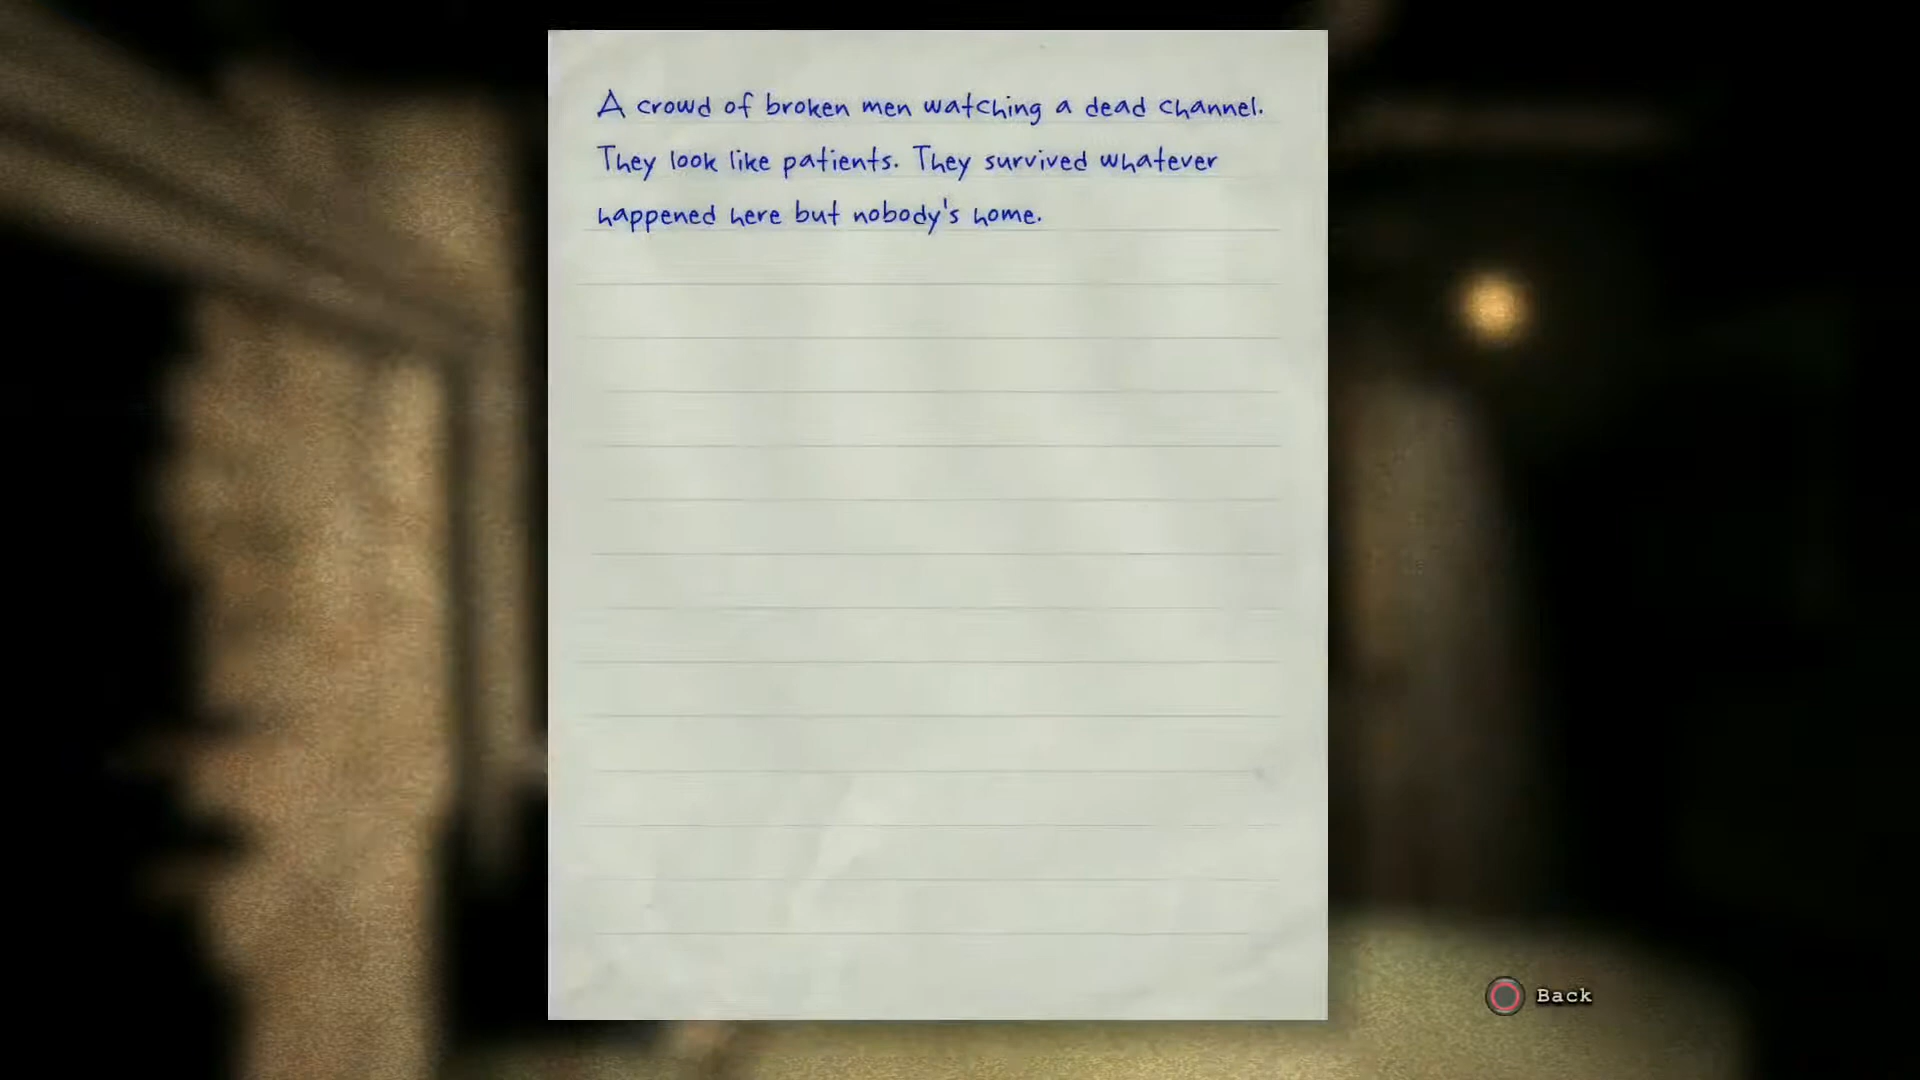 A crowd of broken men watching a dead channel.
They look like patients. They survived whatever
happened here but nobody's home.
Back